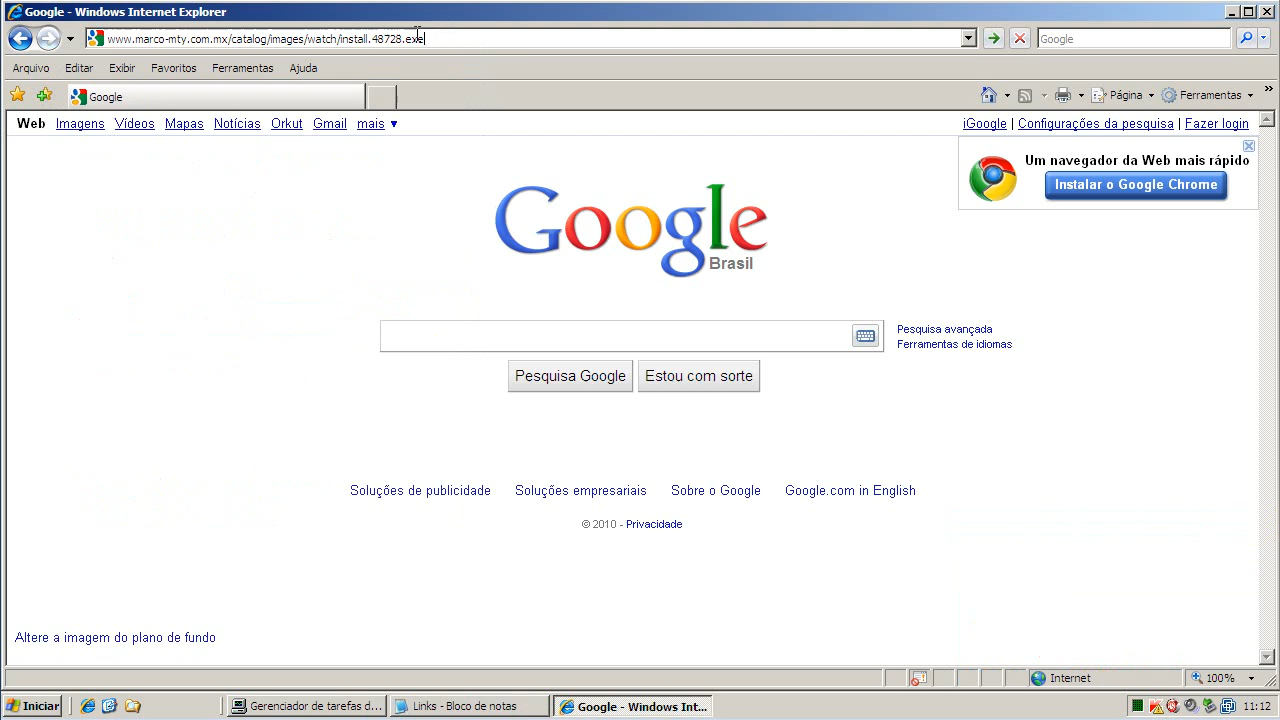 Google - Windows Internet Explorer
www.marco-mty.com.mx/catalog/images/watch/install.48728.exe
Google
Arquivo Editar Exibir Favoritos Ferramentas Ajuda
Google
Página Ferramentas
Web Imagens Vídeos Mapas Notícias Orkut Gmail mais ▼
iGoogle | Configurações da pesquisa | Fazer login
Um navegador da Web mais rápido
Instalar o Google Chrome
Google
Brasil
Pesquisa avançada
Ferramentas de idiomas
Pesquisa Google Estou com sorte
Soluções de publicidade Soluções empresariais Sobre o Google Google.com in English
© 2010 - Privacidade
Altere a imagem do plano de fundo
Internet 100%
Iniciar Gerenciador de tarefas d... Links - Bloco de notas Google - Windows Int... 11:12